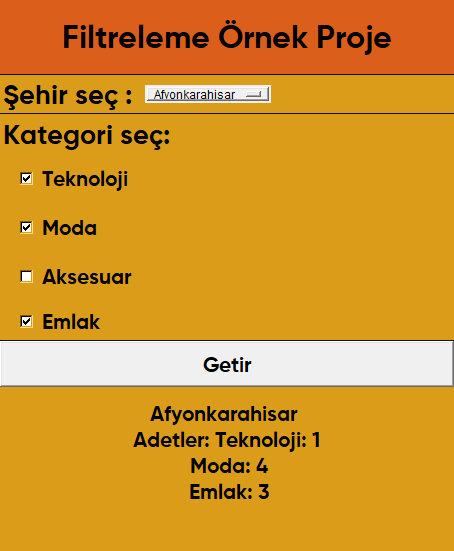 Filtreleme Örnek Proje
Şehir seç : Afyonkarahisar
Kategori seç:
Teknoloji
Moda
Aksesuar
Emlak
Getir
Afyonkarahisar
Adetler: Teknoloji: 1
Moda: 4
Emlak: 3